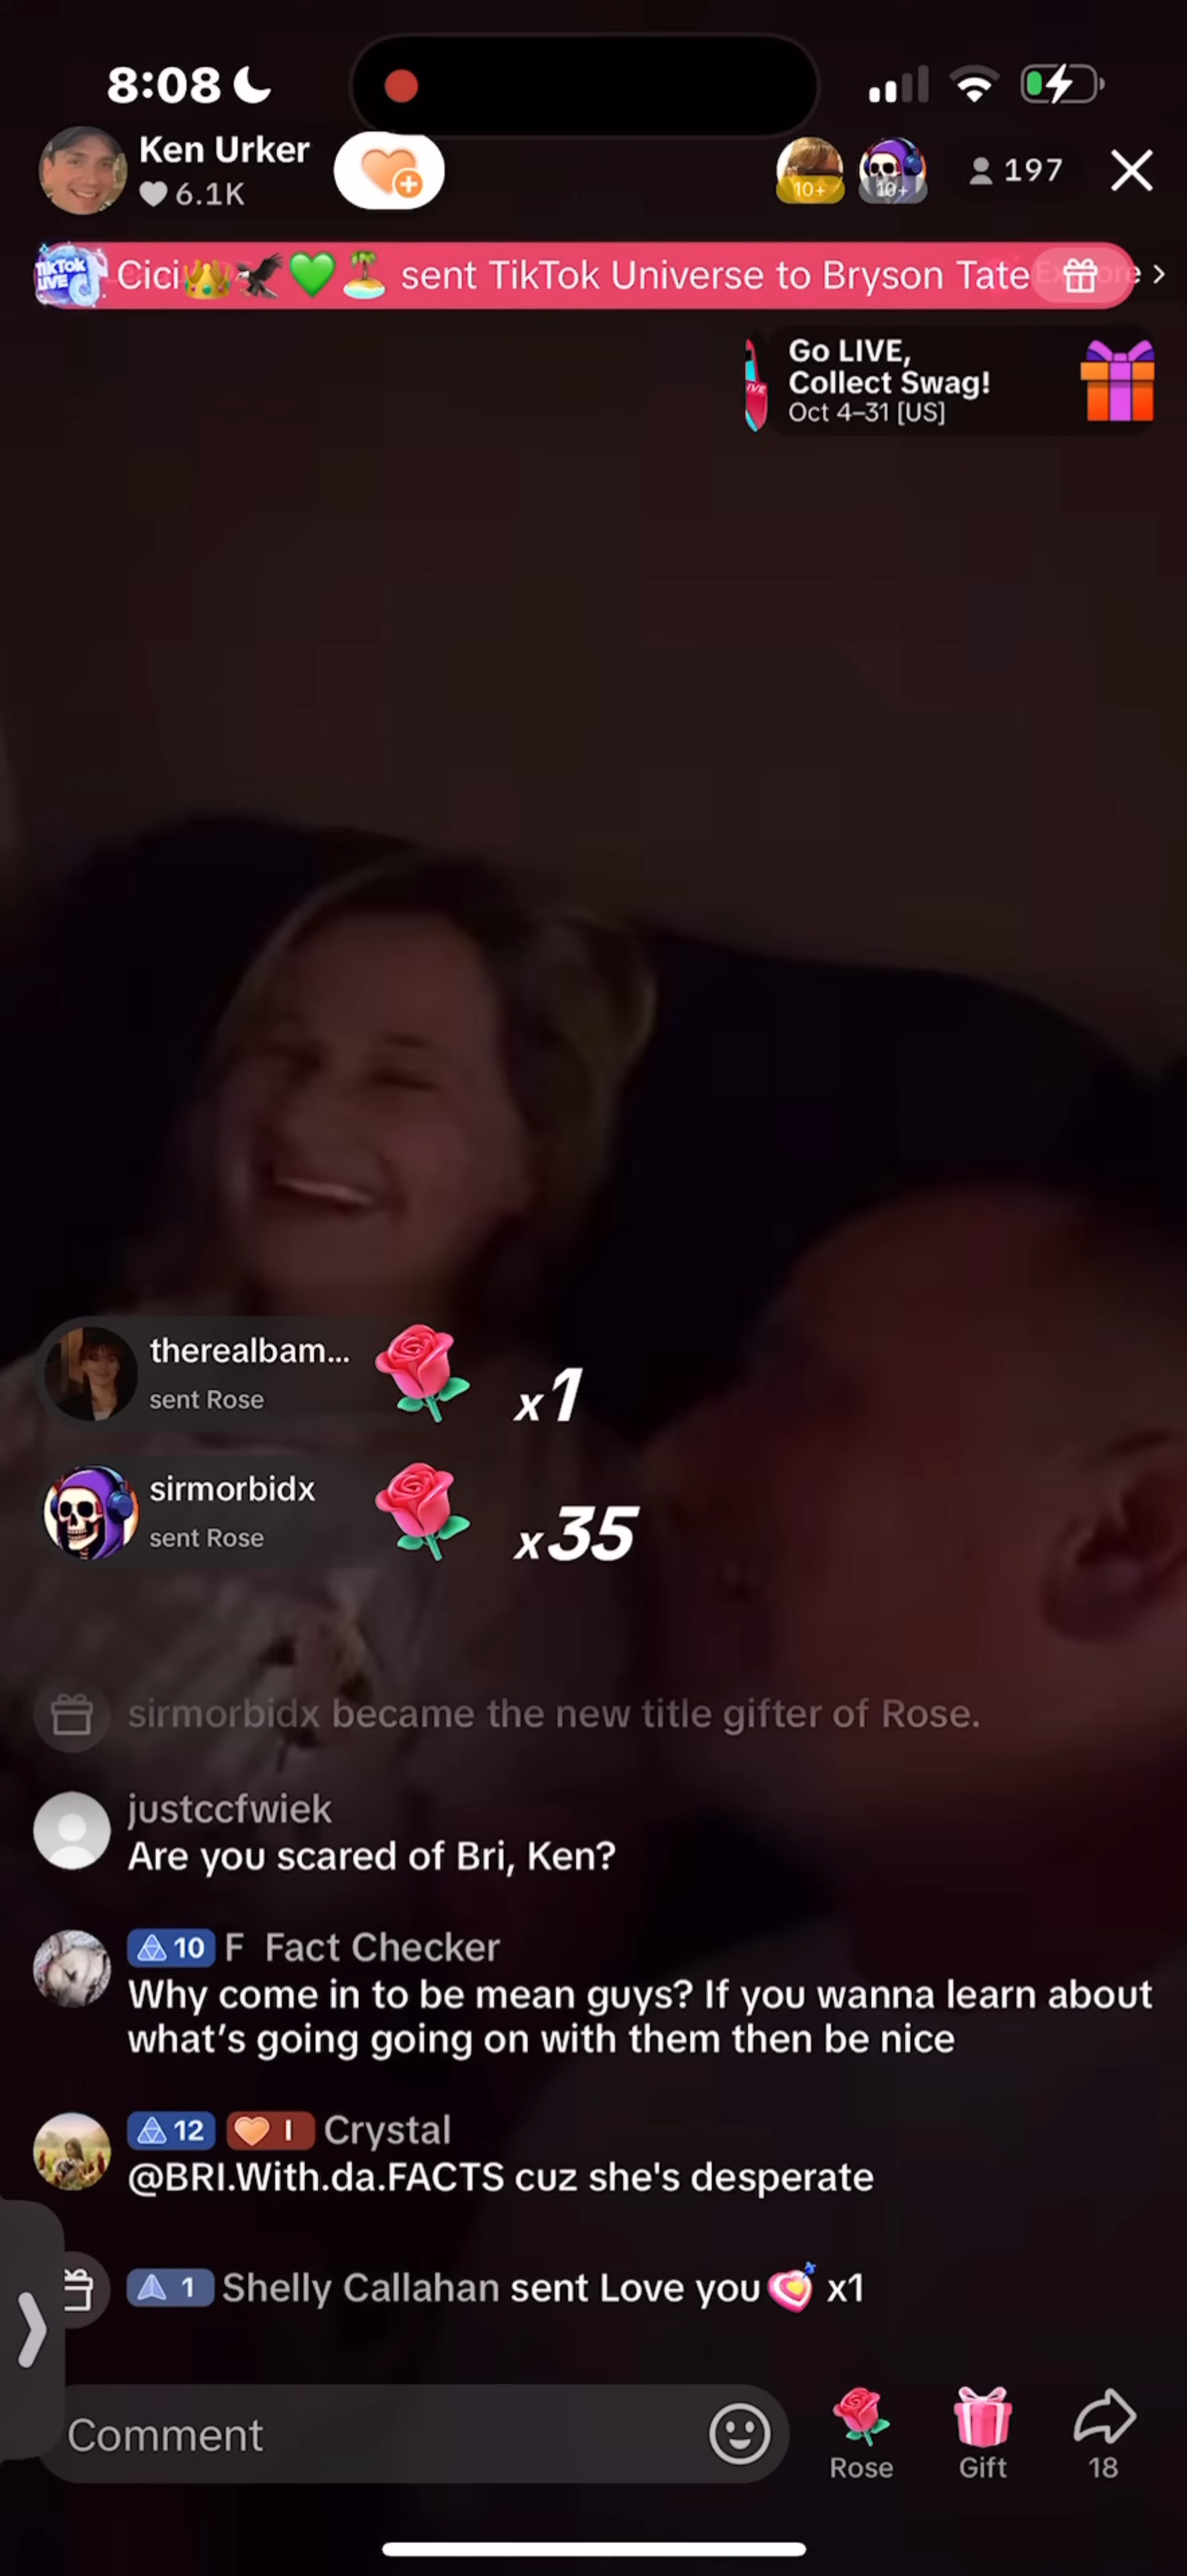 8:08
Ken Urker
6.1K
10+
10+
197
TikTok
LIVE
Cici👑🦅💚🏝️ sent TikTok Universe to Bryson Tate
Go LIVE,
Collect Swag!
Oct 4–31 [US]
therealbam...
sent Rose
x1
sirmorbidx
sent Rose
x35
sirmorbidx became the new title gifter of Rose.
justccfwiek
Are you scared of Bri, Ken?
10 F Fact Checker
Why come in to be mean guys? If you wanna learn about
what’s going going on with them then be nice
12 I Crystal
@BRI.With.da.FACTS cuz she's desperate
1 Shelly Callahan sent Love you x1
Comment
Rose
Gift
18